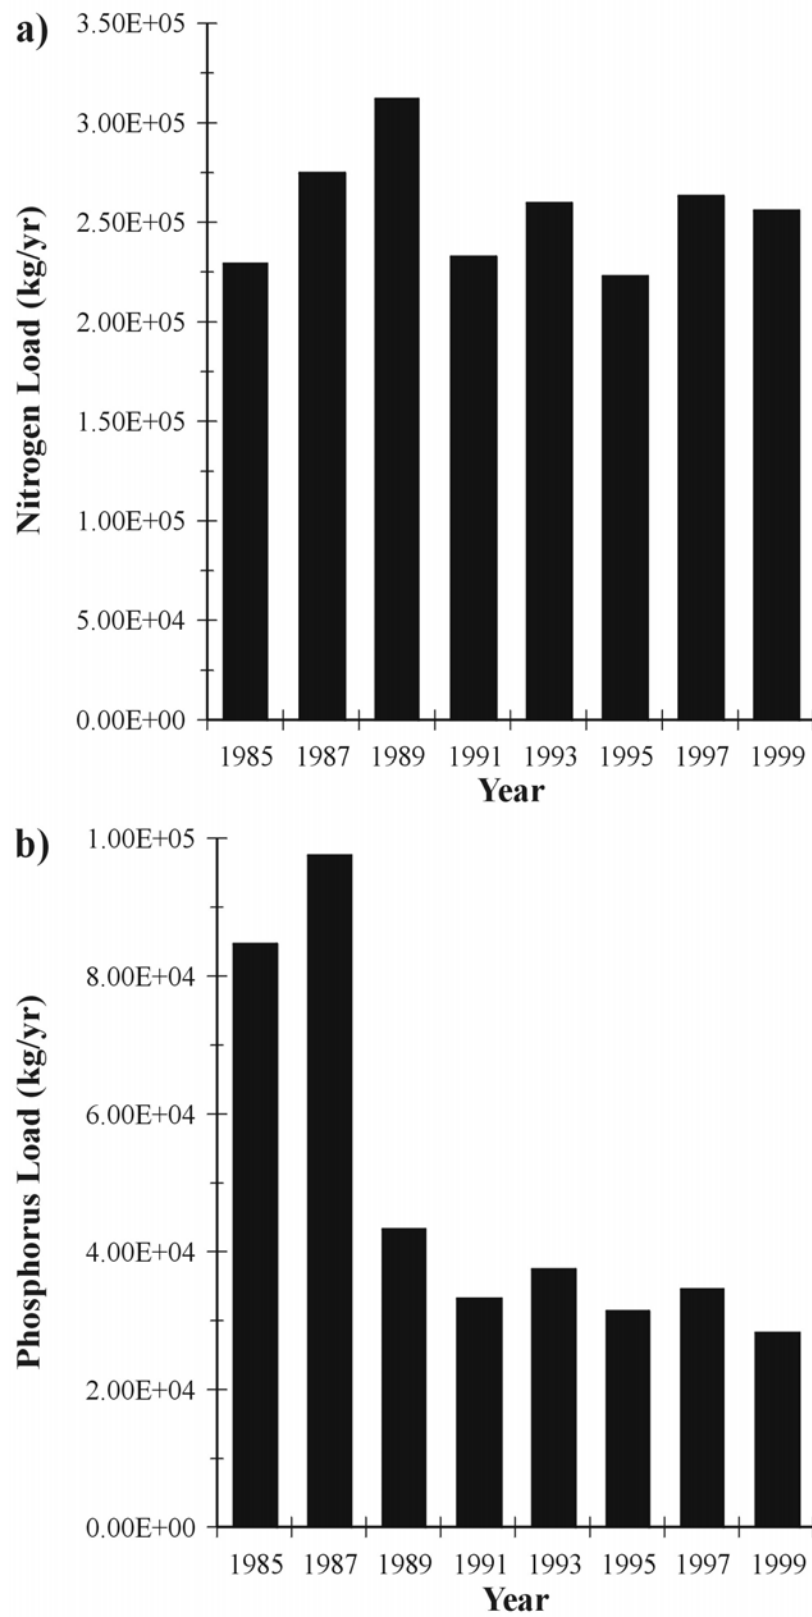 a)
3.50E+05
3.00E+05
2.50E+05
2.00E+05
1.50E+05
1.00E+05
5.00E+04
0.00E+00
Nitrogen Load (kg/yr)
1985 1987 1989 1991 1993 1995 1997 1999
Year
b)
1.00E+05
8.00E+04
6.00E+04
4.00E+04
2.00E+04
0.00E+00
Phosphorus Load (kg/yr)
1985 1987 1989 1991 1993 1995 1997 1999
Year